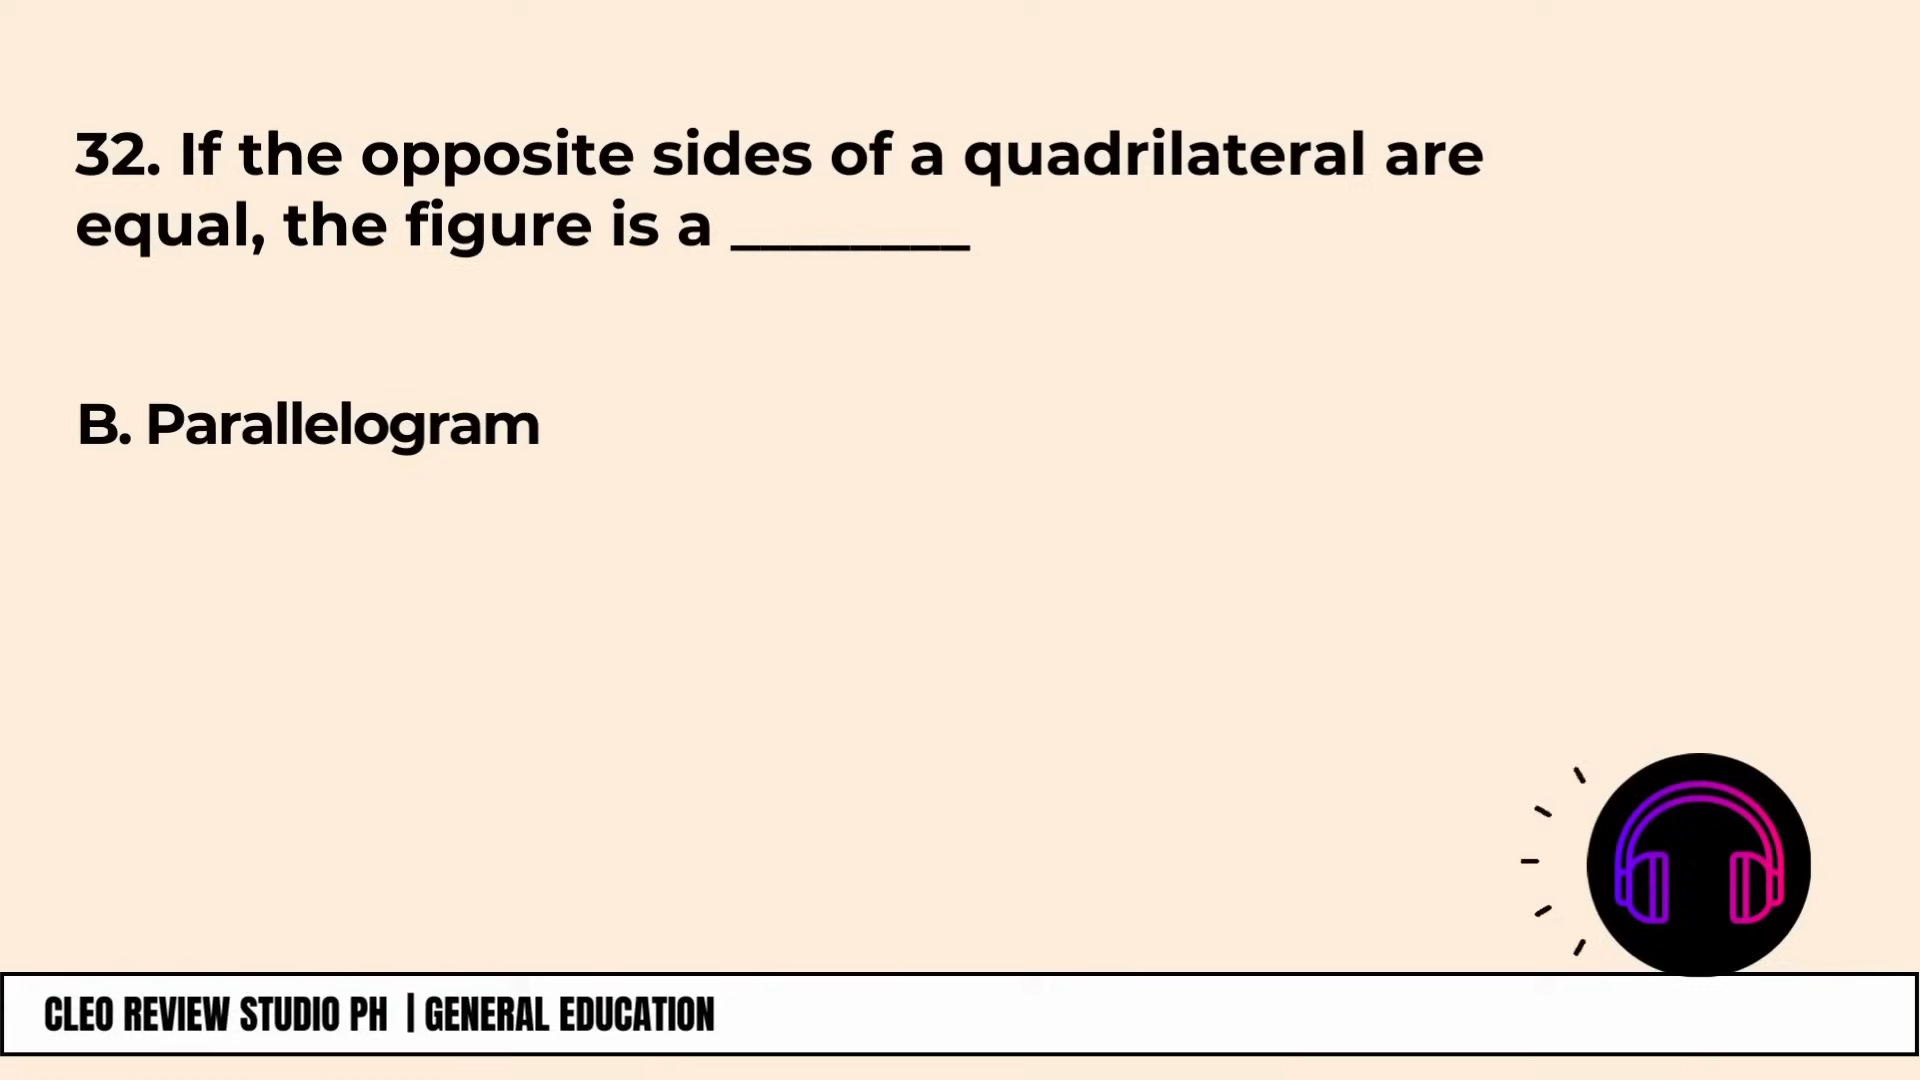 32. If the opposite sides of a quadrilateral are
equal, the figure is a ________
B. Parallelogram
CLEO REVIEW STUDIO PH | GENERAL EDUCATION